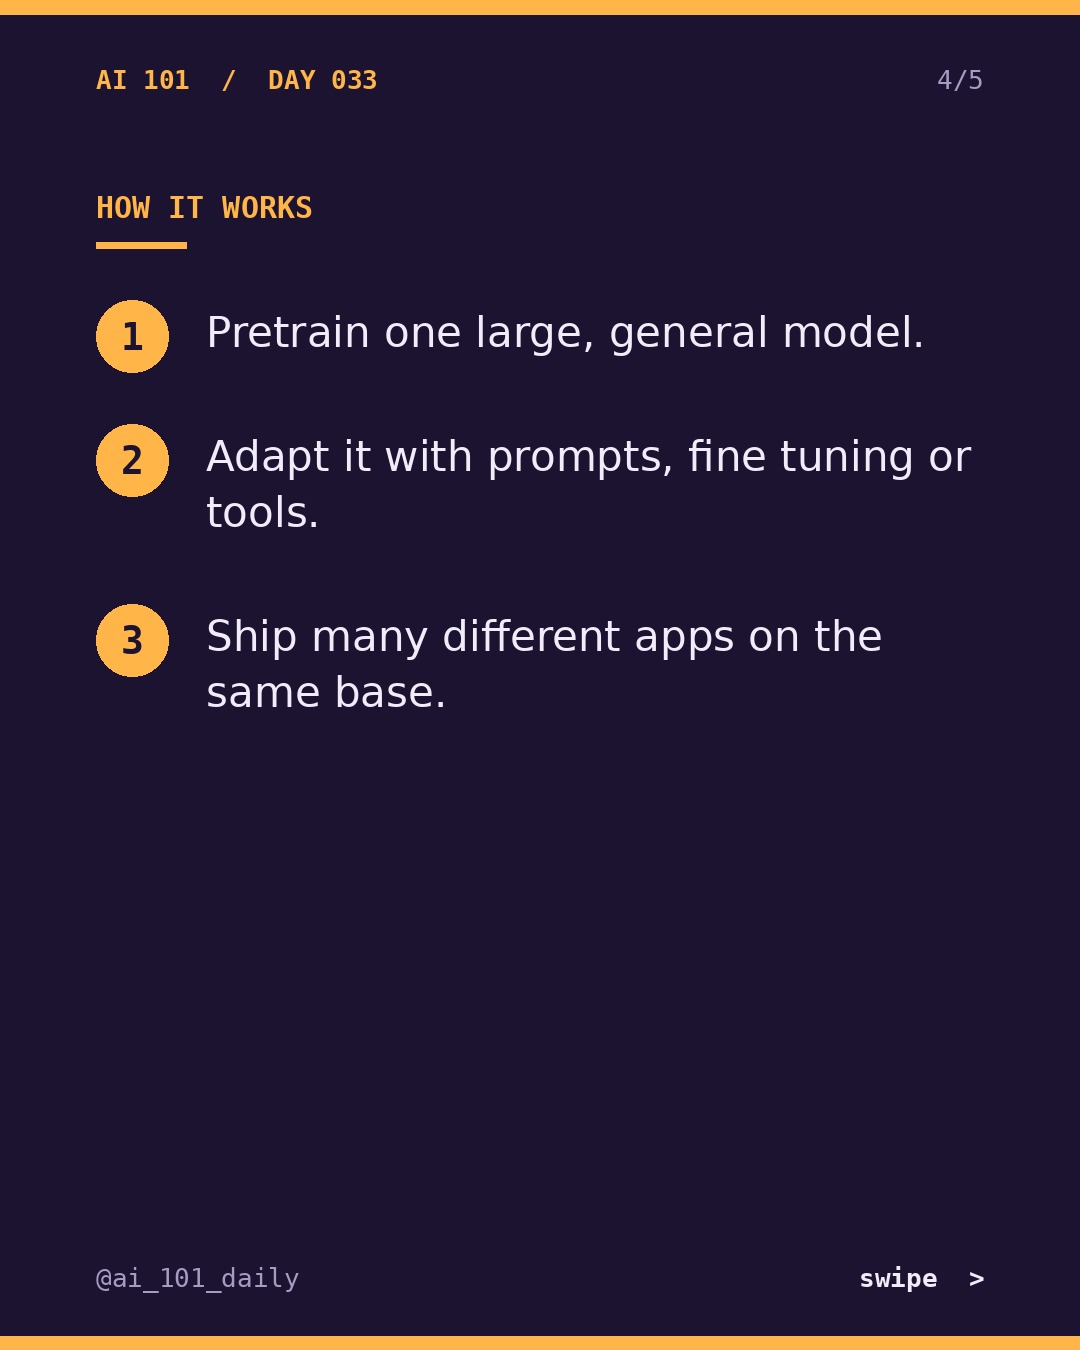 AI 101 / DAY 033
4/5
HOW IT WORKS
1 Pretrain one large, general model.
2 Adapt it with prompts, fine tuning or
tools.
3 Ship many different apps on the
same base.
@ai_101_daily
swipe >